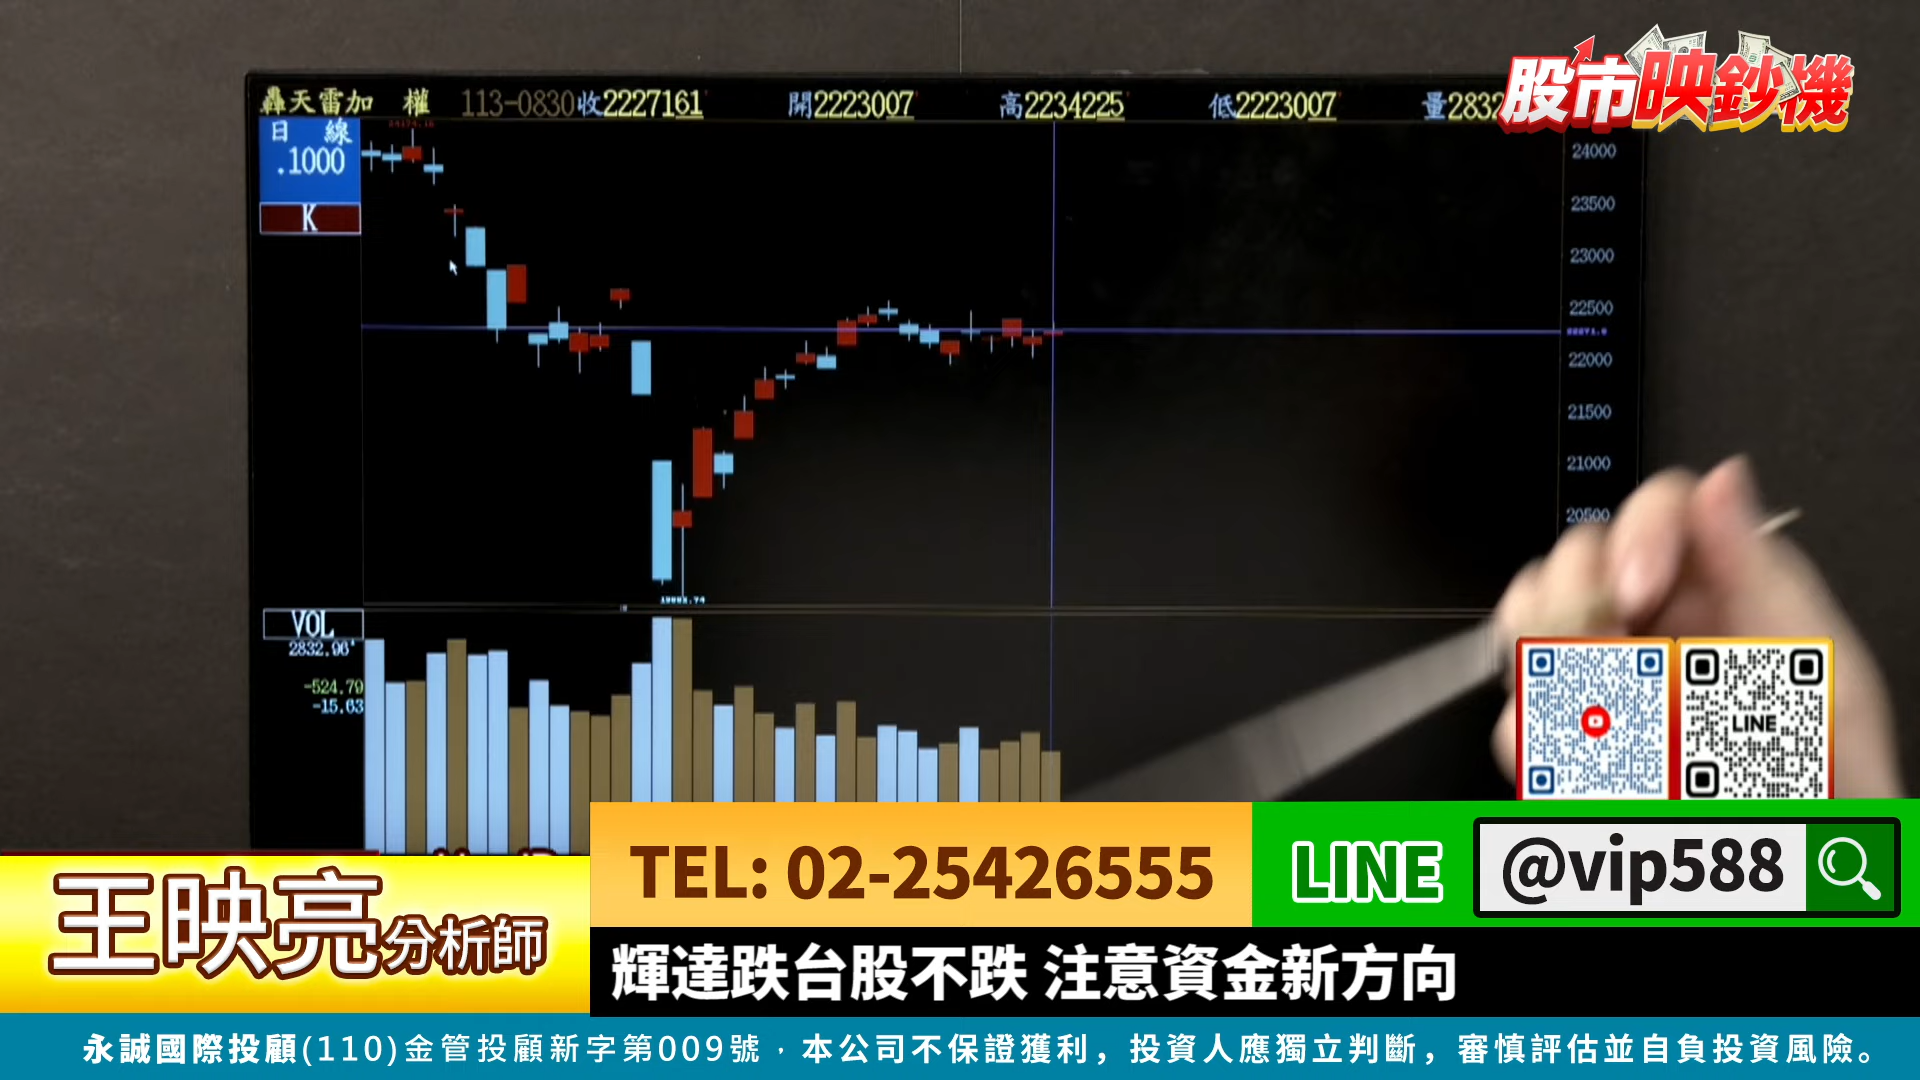 股市映鈔機
轟天雷加 權 113-0830收2227161 開2223007 高2234225 低2223007 量2832
日 線
.1000
K
24000
23500
23000
22500
22000
21500
21000
20500
VOL
2832.96
-524.79
-15.63
LINE
TEL: 02-25426555
LINE @vip588
王映亮分析師
輝達跌台股不跌 注意資金新方向
永誠國際投顧(110)金管投顧新字第009號，本公司不保證獲利，投資人應獨立判斷，審慎評估並自負投資風險。